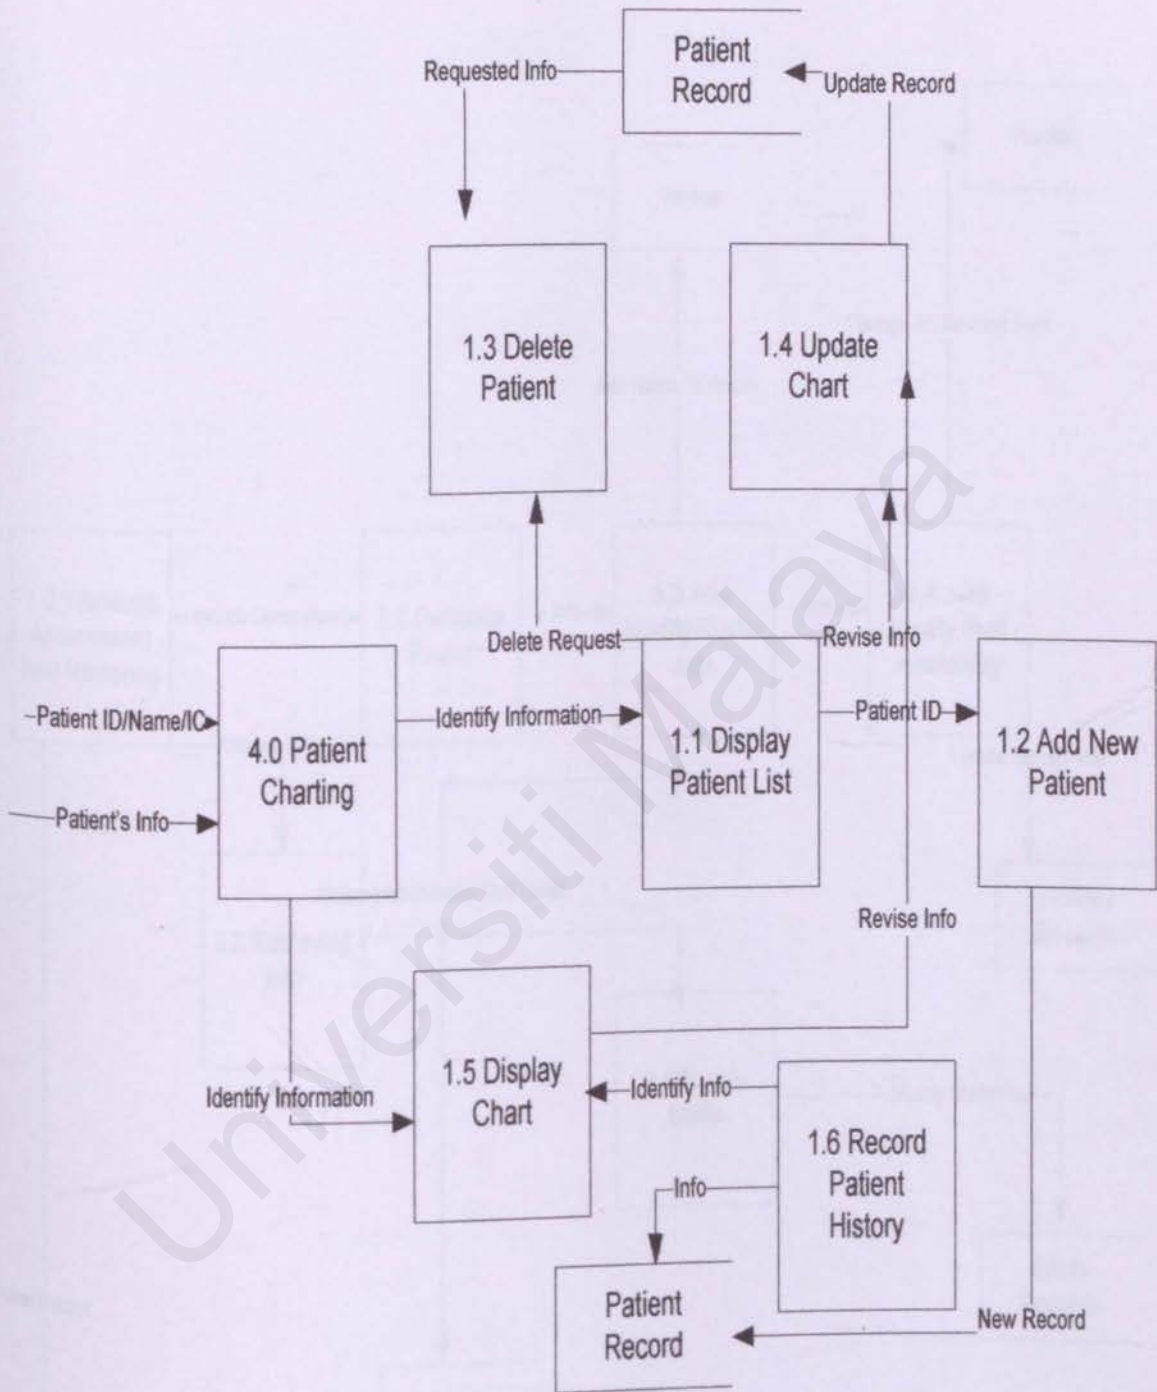 Patient
Record
Requested Info
Update Record
1.3 Delete
Patient
1.4 Update
Chart
Delete Request
Revise Info
Patient ID/Name/IC
4.0 Patient
Charting
Identify Information
1.1 Display
Patient List
Patient ID
1.2 Add New
Patient
Patient's Info
Revise Info
Identify Information
1.5 Display
Chart
Identify Info
1.6 Record
Patient
History
Info
Patient
Record
New Record
Universiti Malaya